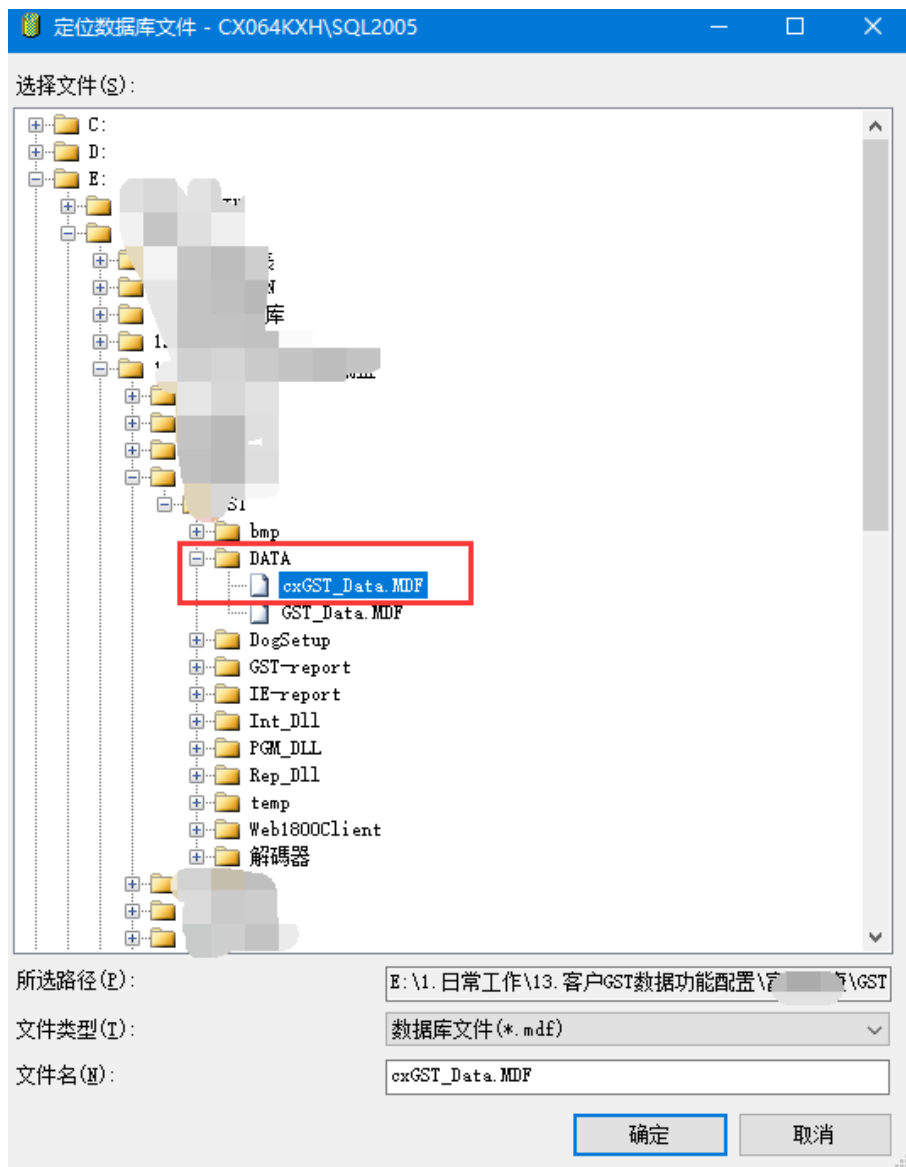 定位数据库文件 - CX064KXH\SQL2005
选择文件(S):
C:
D:
E:
库
bmp
DATA
cxGST_Data.MDF
GST_Data.MDF
DogSetup
GST-report
IE-report
Int_Dll
PGM_DLL
Rep_Dll
temp
Web1800Client
解碼器
所选路径(P):
E:\1.日常工作\13.客户GST数据功能配置\
\GST
文件类型(T):
数据库文件(*.mdf)
文件名(N):
cxGST_Data.MDF
确定
取消